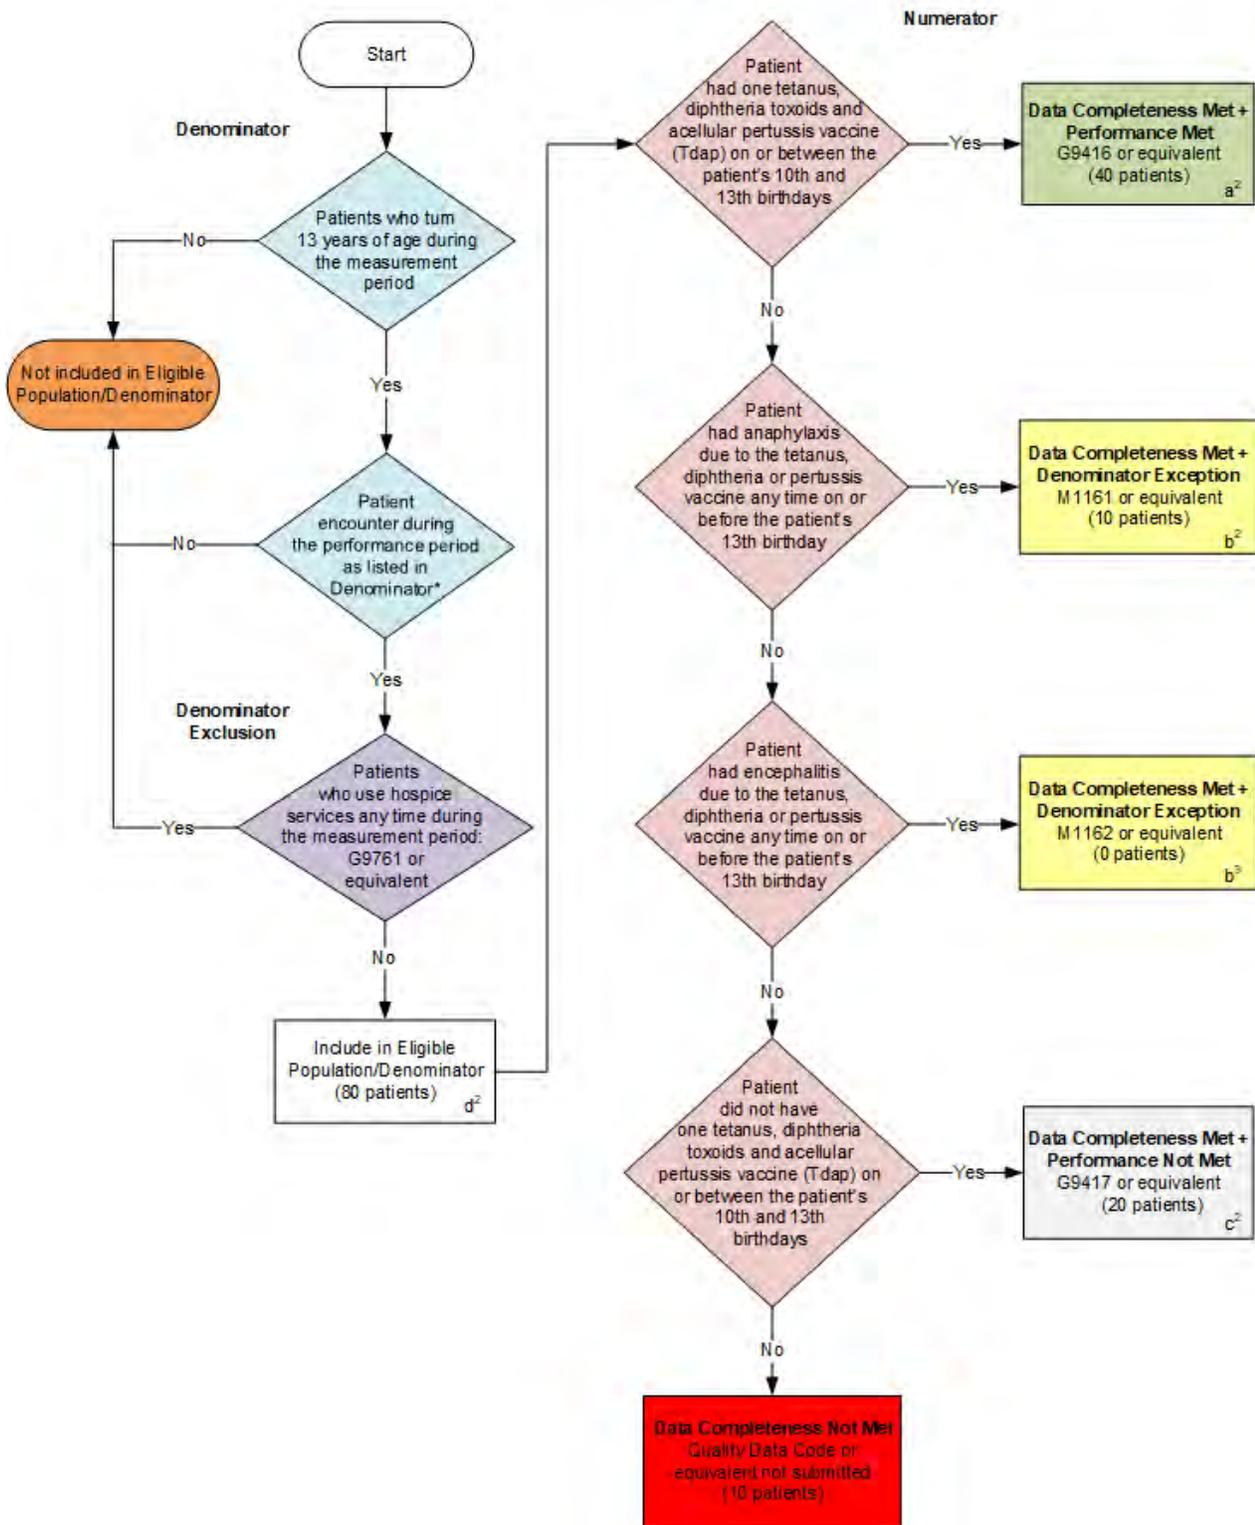 Numerator
Start
Denominator
Patients who turn
13 years of age during
the measurement
period
No
Not included in Eligible
Population/Denominator
Yes
Patient
encounter during
the performance period
as listed in
Denominator*
No
Yes
Denominator
Exclusion
Patients
who use hospice
services any time during
the measurement period:
G9761 or
equivalent
Yes
No
Include in Eligible
Population/Denominator
(80 patients)
d²
Patient
had one tetanus,
diphtheria toxoids and
acellular pertussis vaccine
(Tdap) on or between the
patient's 10th and
13th birthdays
Yes
Data Completeness Met +
Performance Met
G9416 or equivalent
(40 patients)
a²
No
Patient
had anaphylaxis
due to the tetanus,
diphtheria or pertussis
vaccine any time on or
before the patient's
13th birthday
Yes
Data Completeness Met +
Denominator Exception
M1161 or equivalent
(10 patients)
b²
No
Patient
had encephalitis
due to the tetanus,
diphtheria or pertussis
vaccine any time on or
before the patient's
13th birthday
Yes
Data Completeness Met +
Denominator Exception
M1162 or equivalent
(0 patients)
b³
No
Patient
did not have
one tetanus, diphtheria
toxoids and acellular
pertussis vaccine (Tdap) on
or between the patient's
10th and 13th
birthdays
Yes
Data Completeness Met +
Performance Not Met
G9417 or equivalent
(20 patients)
c²
No
Data Completeness Not Met
Quality Data Code or
equivalent not submitted
(10 patients)